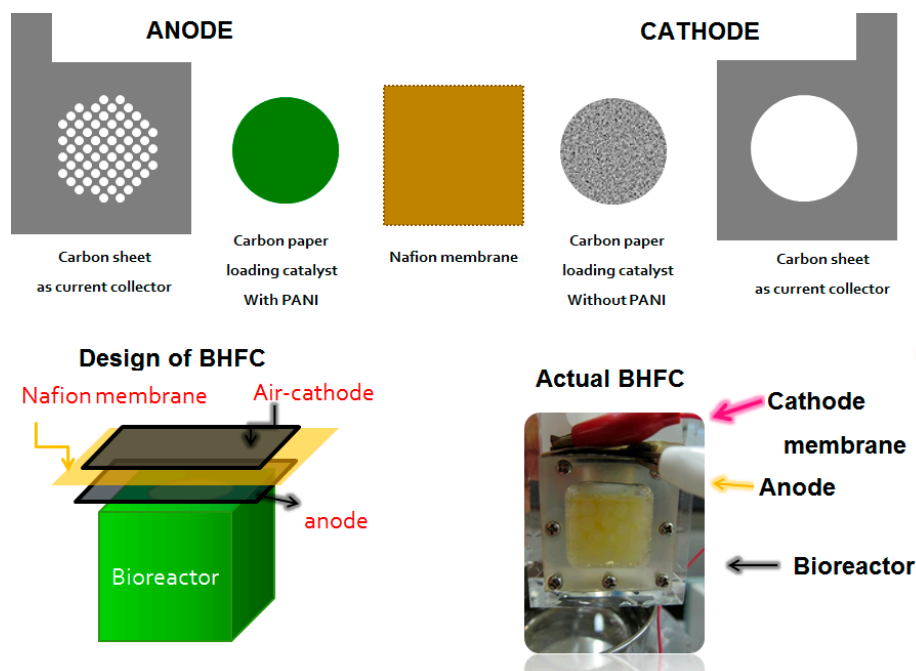 ANODE
CATHODE
Carbon sheet
as current collector
Carbon paper
loading catalyst
With PANI
Nafion membrane
Carbon paper
loading catalyst
Without PANI
Carbon sheet
as current collector
Design of BHFC
Nafion membrane
Air-cathode
anode
Bioreactor
Actual BHFC
Cathode
membrane
Anode
Bioreactor